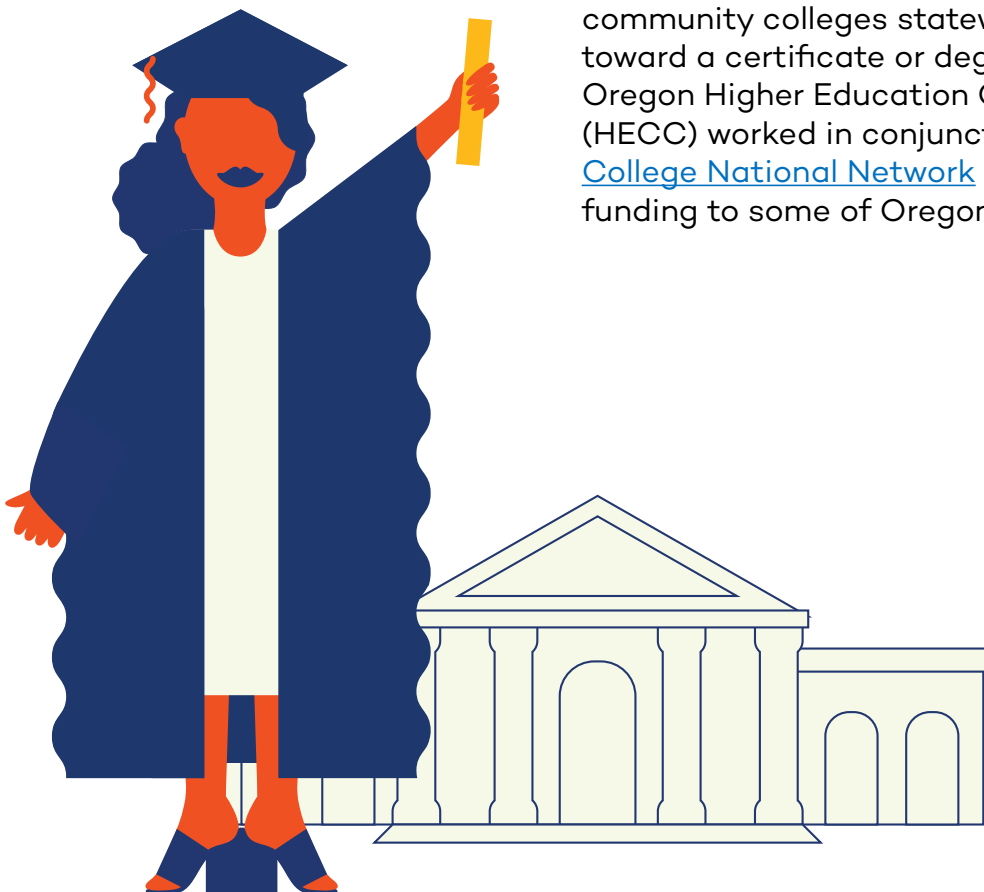 community colleges statew
toward a certificate or deg
Oregon Higher Education
(HECC) worked in conjunct
College National Network
funding to some of Oregon